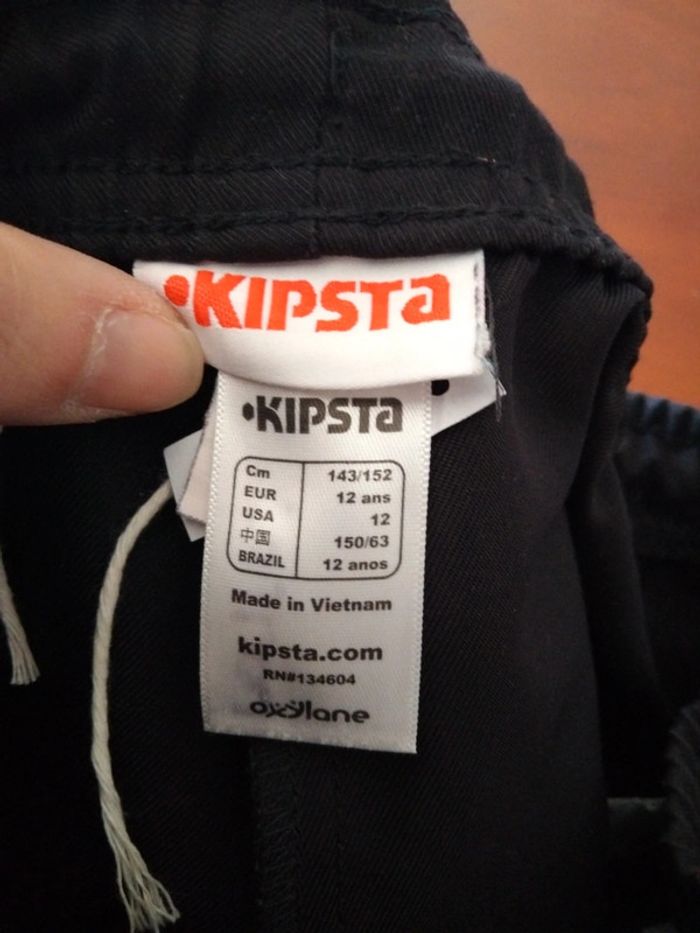 KIPSTA
KIPSTA
Cm 143/152
EUR 12 ans
USA 12
中国 150/63
BRAZIL 12 anos
Made in Vietnam
kipsta.com
RN#134604
oxylane